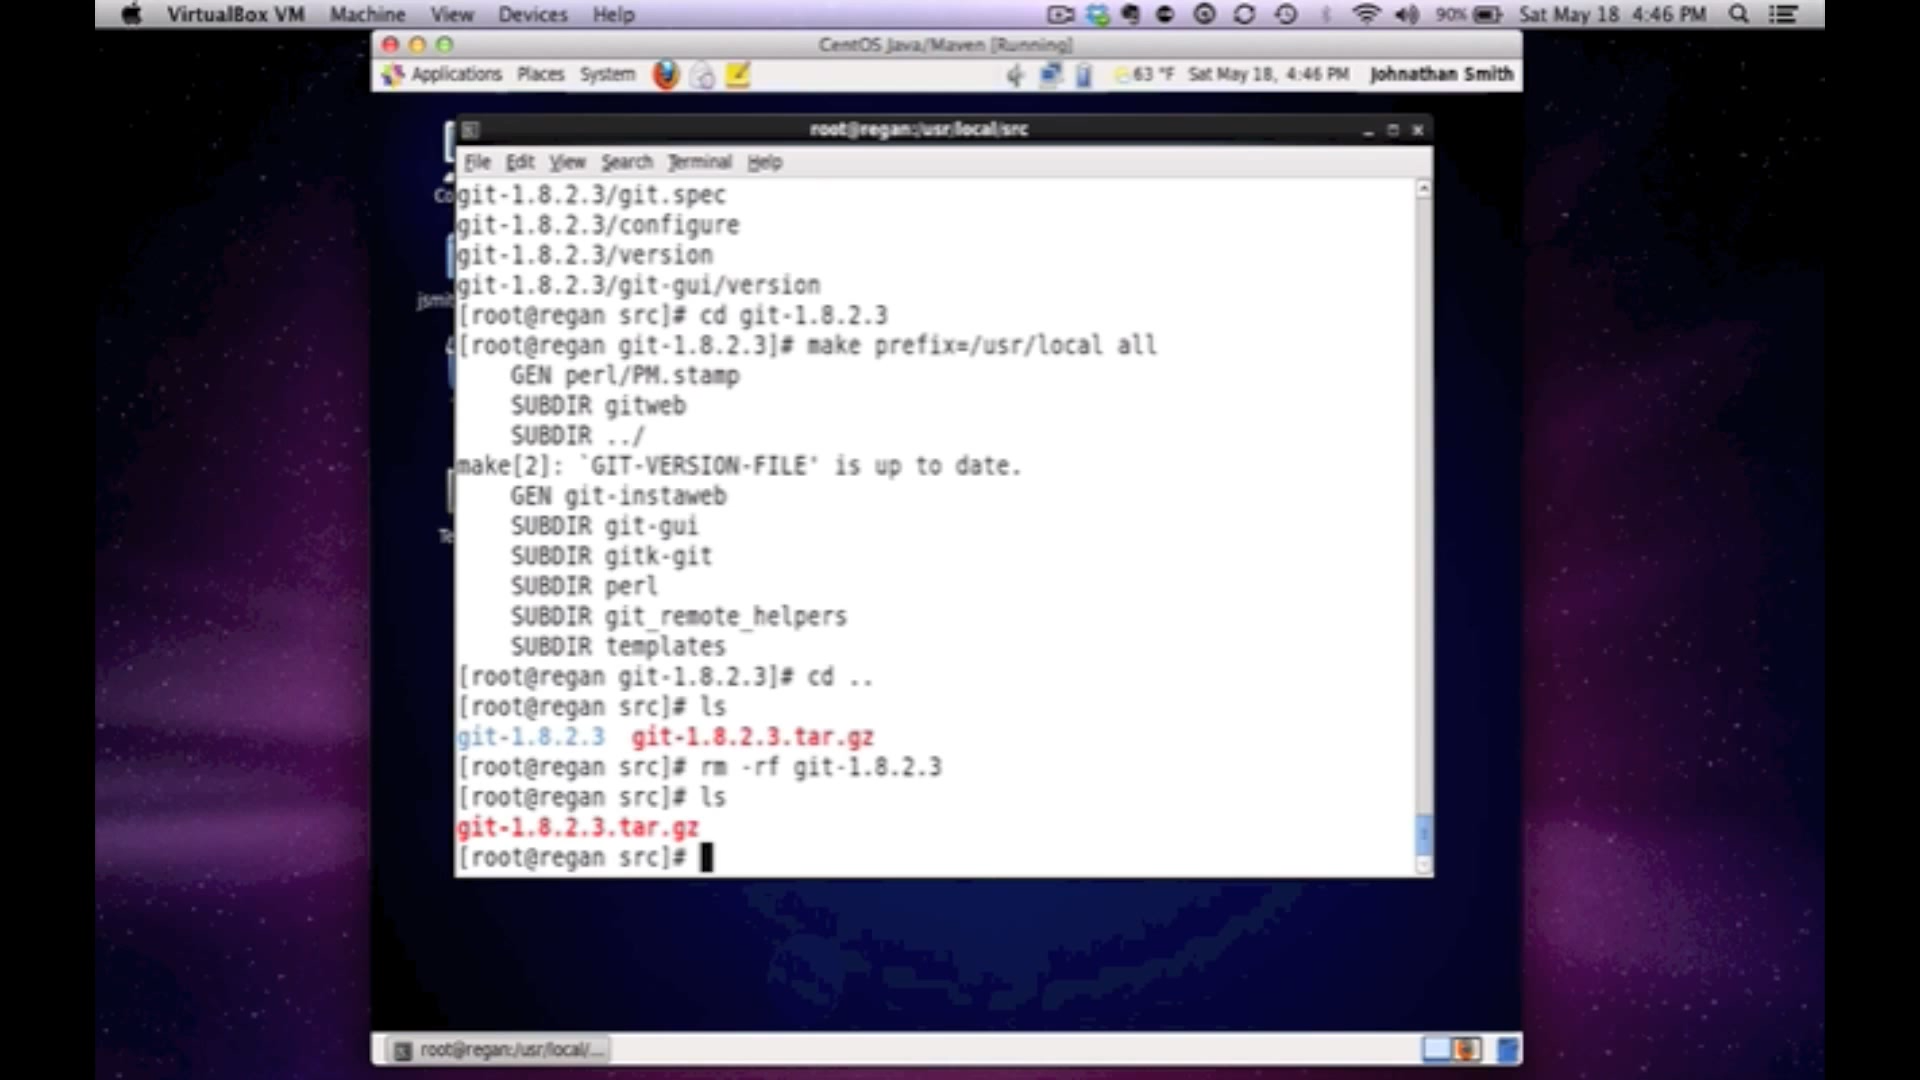 VirtualBox VM Machine View Devices Help 90% Sat May 18 4:46 PM
CentOS Java/Maven [Running]
Applications Places System 63 °F Sat May 18, 4:46 PM Johnathan Smith
root@regan:/usr/local/src
File Edit View Search Terminal Help
git-1.8.2.3/git.spec
git-1.8.2.3/configure
git-1.8.2.3/version
git-1.8.2.3/git-gui/version
[root@regan src]# cd git-1.8.2.3
[root@regan git-1.8.2.3]# make prefix=/usr/local all
GEN perl/PM.stamp
SUBDIR gitweb
SUBDIR ../
make[2]: `GIT-VERSION-FILE' is up to date.
GEN git-instaweb
SUBDIR git-gui
SUBDIR gitk-git
SUBDIR perl
SUBDIR git_remote_helpers
SUBDIR templates
[root@regan git-1.8.2.3]# cd ..
[root@regan src]# ls
git-1.8.2.3 git-1.8.2.3.tar.gz
[root@regan src]# rm -rf git-1.8.2.3
[root@regan src]# ls
git-1.8.2.3.tar.gz
[root@regan src]#
root@regan:/usr/local/...